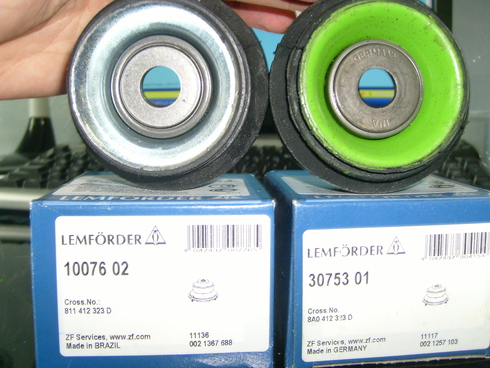 GERMANY
LEMFÖRDER
10076 02
Cross.No.:
811 412 323 D
ZF Services, www.zf.com
Made in BRAZIL
11136
002 1367 688
LEMFÖRDER
30753 01
Cross.No.:
8A0 412 323 D
ZF Services, www.zf.com
Made in GERMANY
11117
002 1257 103